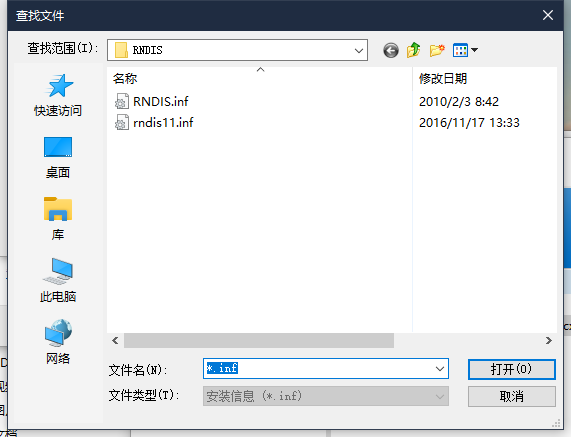 查找文件
查找范围(I):
RNDIS
名称
修改日期
RNDIS.inf
2010/2/3 8:42
rndis11.inf
2016/11/17 13:33
快速访问
桌面
库
此电脑
网络
文件名(N):
*.inf
打开(O)
文件类型(T):
安装信息 (*.inf)
取消